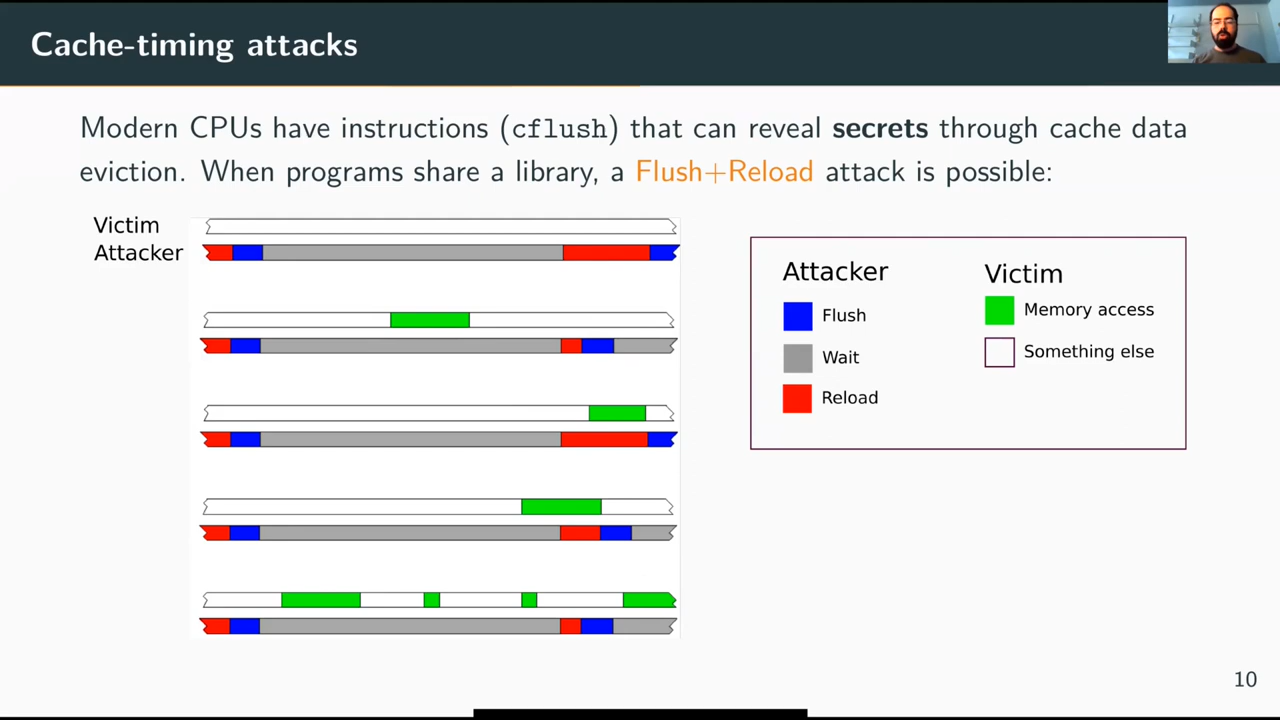 Cache-timing attacks
Modern CPUs have instructions (cflush) that can reveal secrets through cache data
eviction. When programs share a library, a Flush+Reload attack is possible:
Victim
Attacker
Attacker
Flush
Wait
Reload
Victim
Memory access
Something else
10